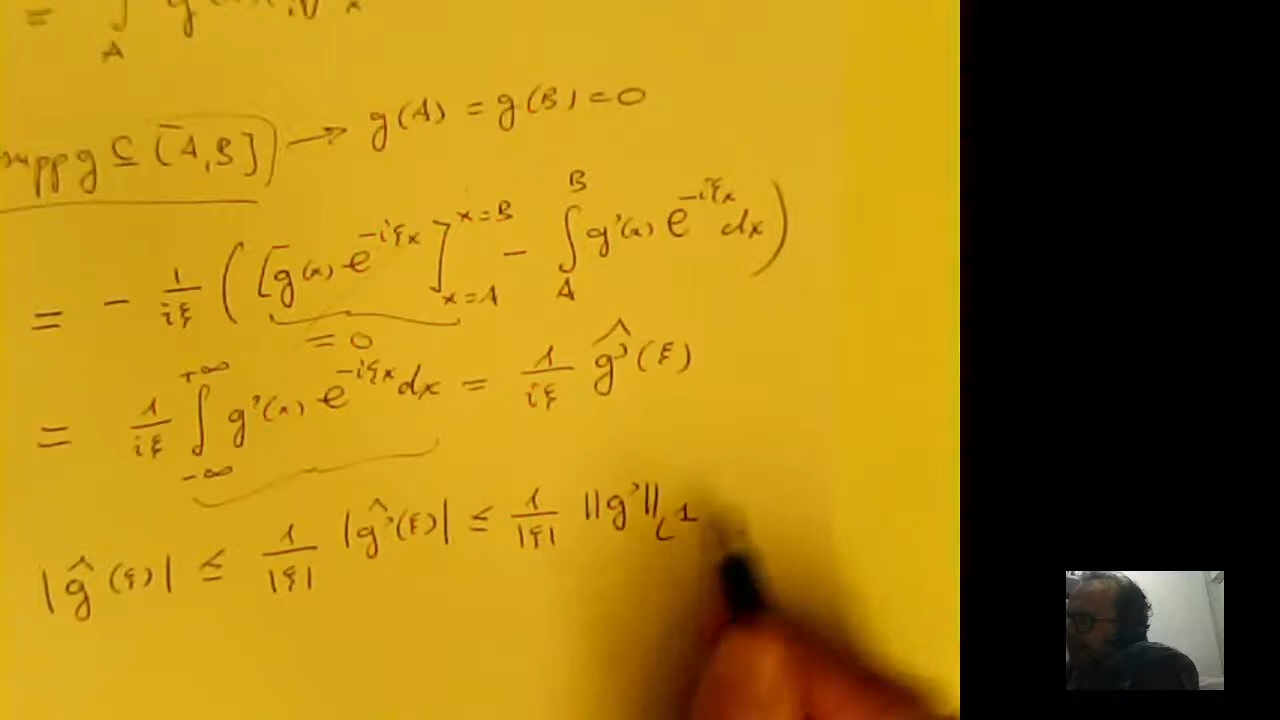 supp g ⊆ [A,B] → g(A) = g(B) = 0
= - 1/iξ ( [g(x) e^{-iξx}]_{x=A}^{x=B} - ∫_A^B g'(x) e^{-iξx} dx )
= 0
= 1/iξ ∫_{-∞}^{+∞} g'(x) e^{-iξx} dx = 1/iξ ĝ'(ξ)
|ĝ(ξ)| ≤ 1/|ξ| |ĝ'(ξ)| ≤ 1/|ξ| ||g'||_{L^1}